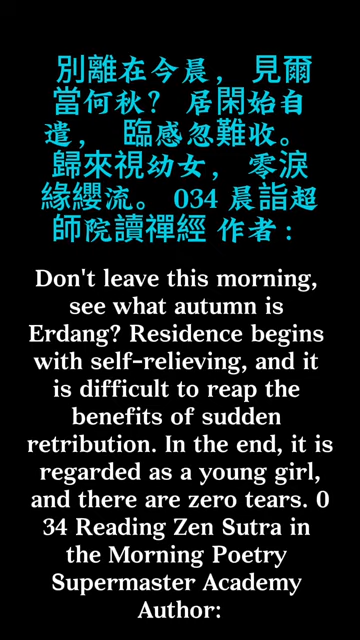 別離在今晨， 見爾
當何秋？ 居閑始自
遣， 臨感忽難收。
歸來視幼女， 零淚
緣纓流。 034 晨詣超
師院讀禪經 作者：
Don't leave this morning,
see what autumn is
Erdang? Residence begins
with self-relieving, and it
is difficult to reap the
benefits of sudden
retribution. In the end, it is
regarded as a young girl,
and there are zero tears. 0
34 Reading Zen Sutra in
the Morning Poetry
Supermaster Academy
Author: